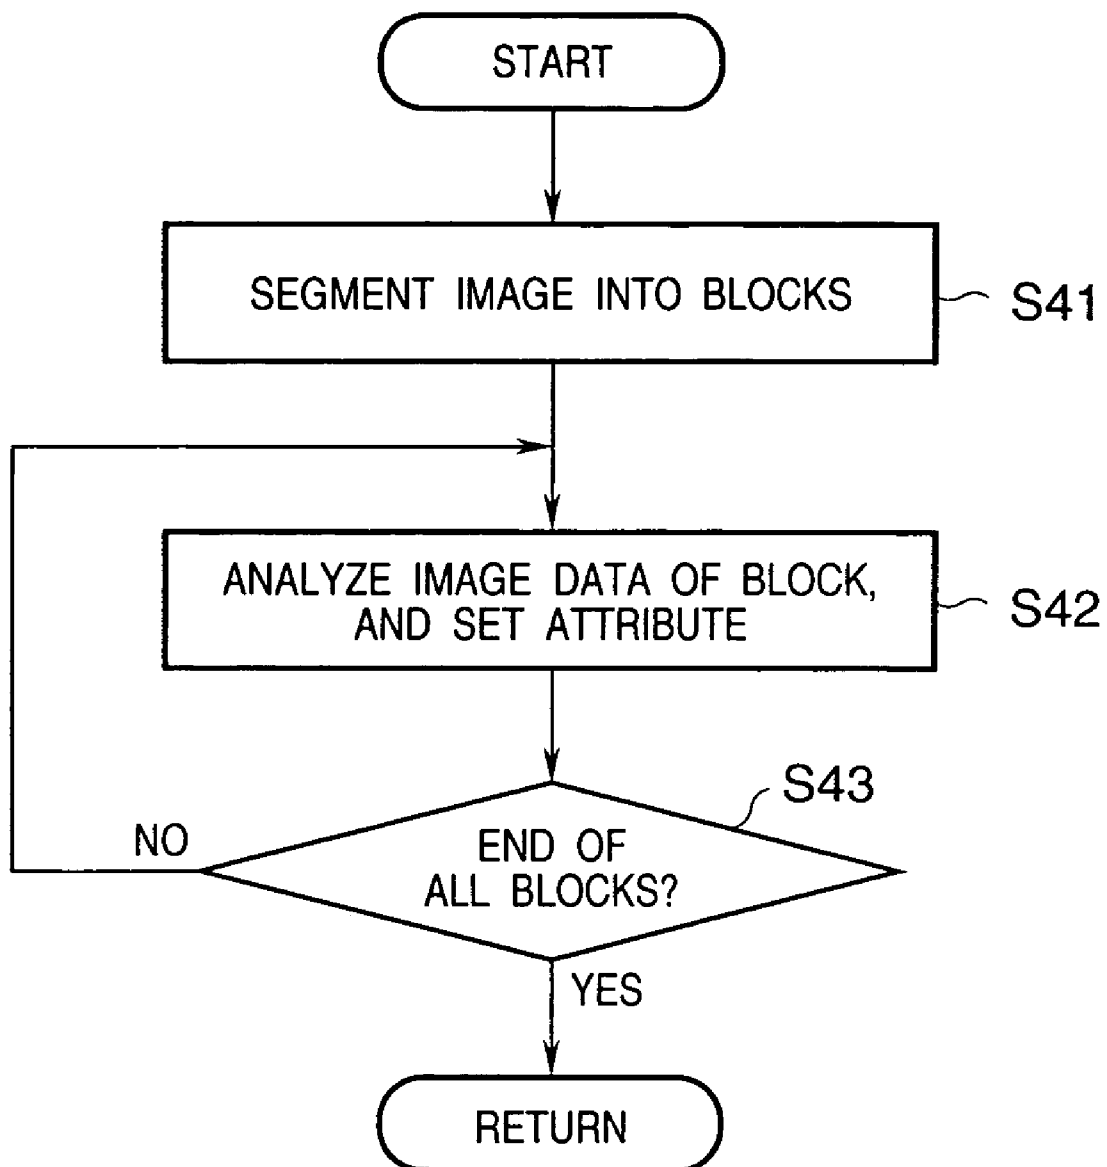 START
SEGMENT IMAGE INTO BLOCKS
S41
ANALYZE IMAGE DATA OF BLOCK,
AND SET ATTRIBUTE
S42
S43
NO
END OF
ALL BLOCKS?
YES
RETURN